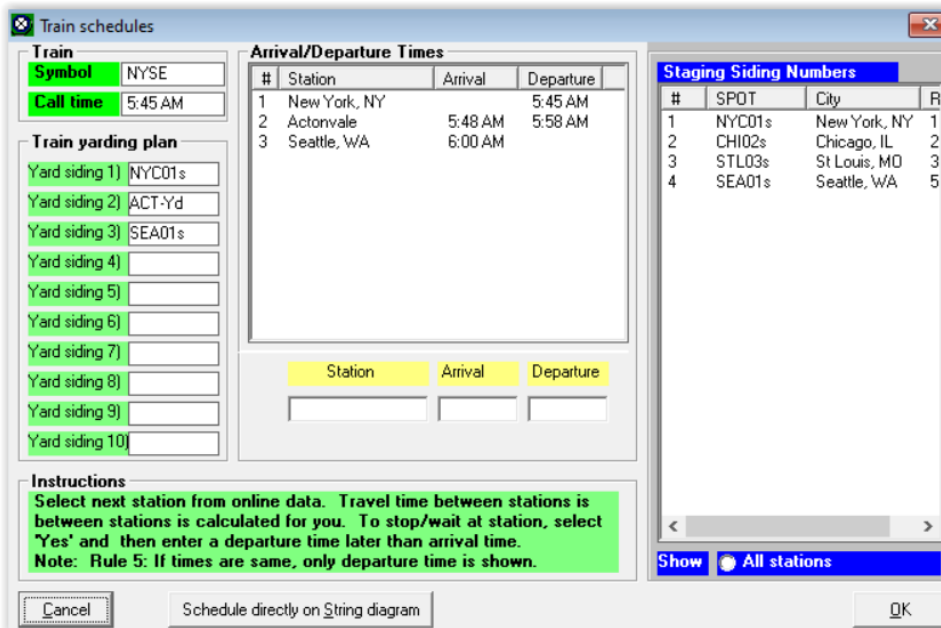 Train schedules
Train
Symbol NYSE
Call time 5:45 AM
Train yarding plan
Yard siding 1) NYC01s
Yard siding 2) ACT-Yd
Yard siding 3) SEA01s
Yard siding 4)
Yard siding 5)
Yard siding 6)
Yard siding 7)
Yard siding 8)
Yard siding 9)
Yard siding 10)
Arrival/Departure Times
# Station Arrival Departure
1 New York, NY 5:45 AM
2 Actonvale 5:48 AM 5:58 AM
3 Seattle, WA 6:00 AM
Station Arrival Departure
Staging Siding Numbers
# SPOT City R
1 NYC01s New York, NY 1
2 CHI02s Chicago, IL 2
3 STL03s St Louis, MO 3
4 SEA01s Seattle, WA 5
Show All stations
Instructions
Select next station from online data. Travel time between stations is
between stations is calculated for you. To stop/wait at station, select
'Yes' and then enter a departure time later than arrival time.
Note: Rule 5: If times are same, only departure time is shown.
Cancel Schedule directly on String diagram OK